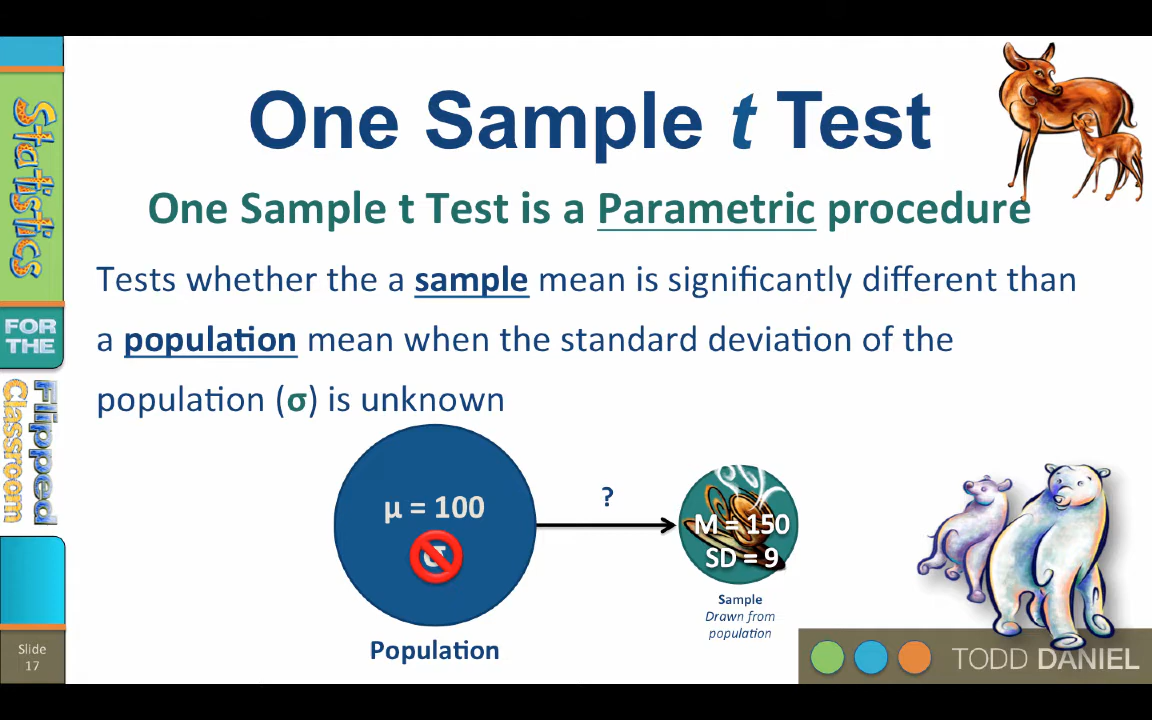 One Sample t Test
One Sample t Test is a Parametric procedure
Tests whether the a sample mean is significantly different than
a population mean when the standard deviation of the
population (σ) is unknown
μ = 100
σ
Population
?
M = 150
SD = 9
Sample
Drawn from
population
Statistics
FOR
THE
Flipped
Classroom
Slide
17
TODD DANIEL